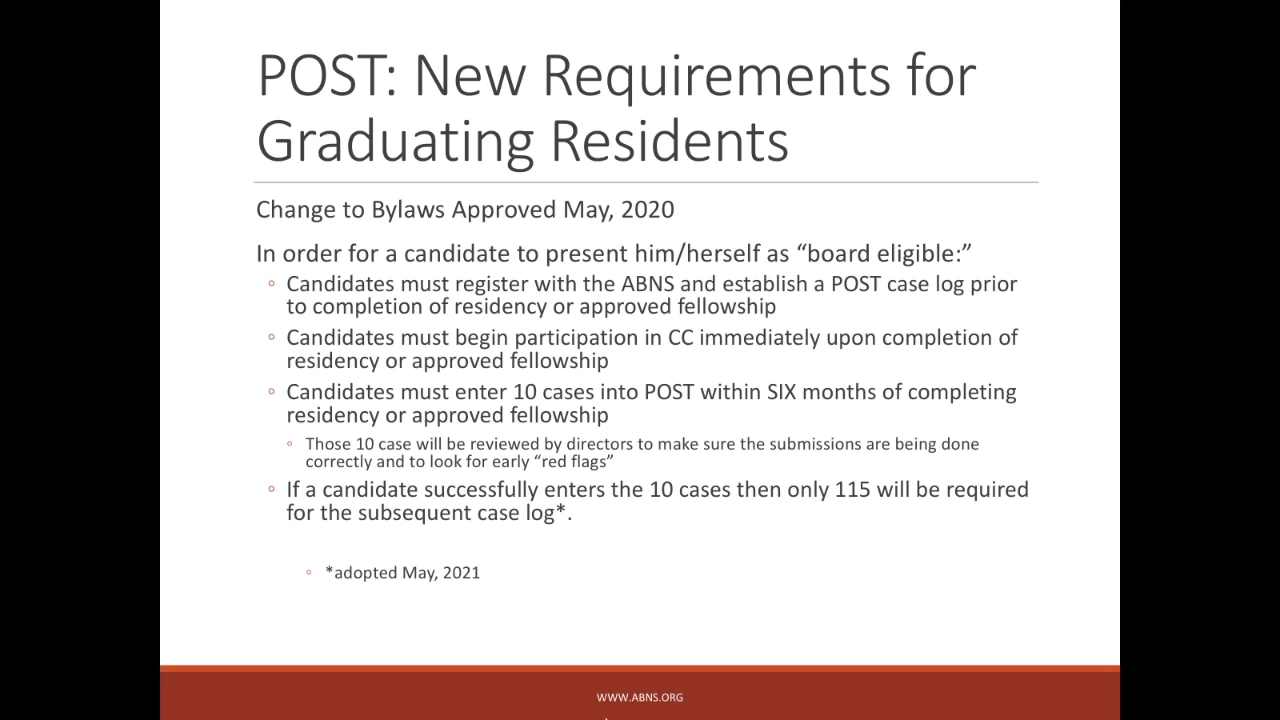 POST: New Requirements for
Graduating Residents
Change to Bylaws Approved May, 2020
In order for a candidate to present him/herself as “board eligible:”
◦ Candidates must register with the ABNS and establish a POST case log prior
to completion of residency or approved fellowship
◦ Candidates must begin participation in CC immediately upon completion of
residency or approved fellowship
◦ Candidates must enter 10 cases into POST within SIX months of completing
residency or approved fellowship
◦ Those 10 case will be reviewed by directors to make sure the submissions are being done
correctly and to look for early “red flags”
◦ If a candidate successfully enters the 10 cases then only 115 will be required
for the subsequent case log*.
◦ *adopted May, 2021
WWW.ABNS.ORG